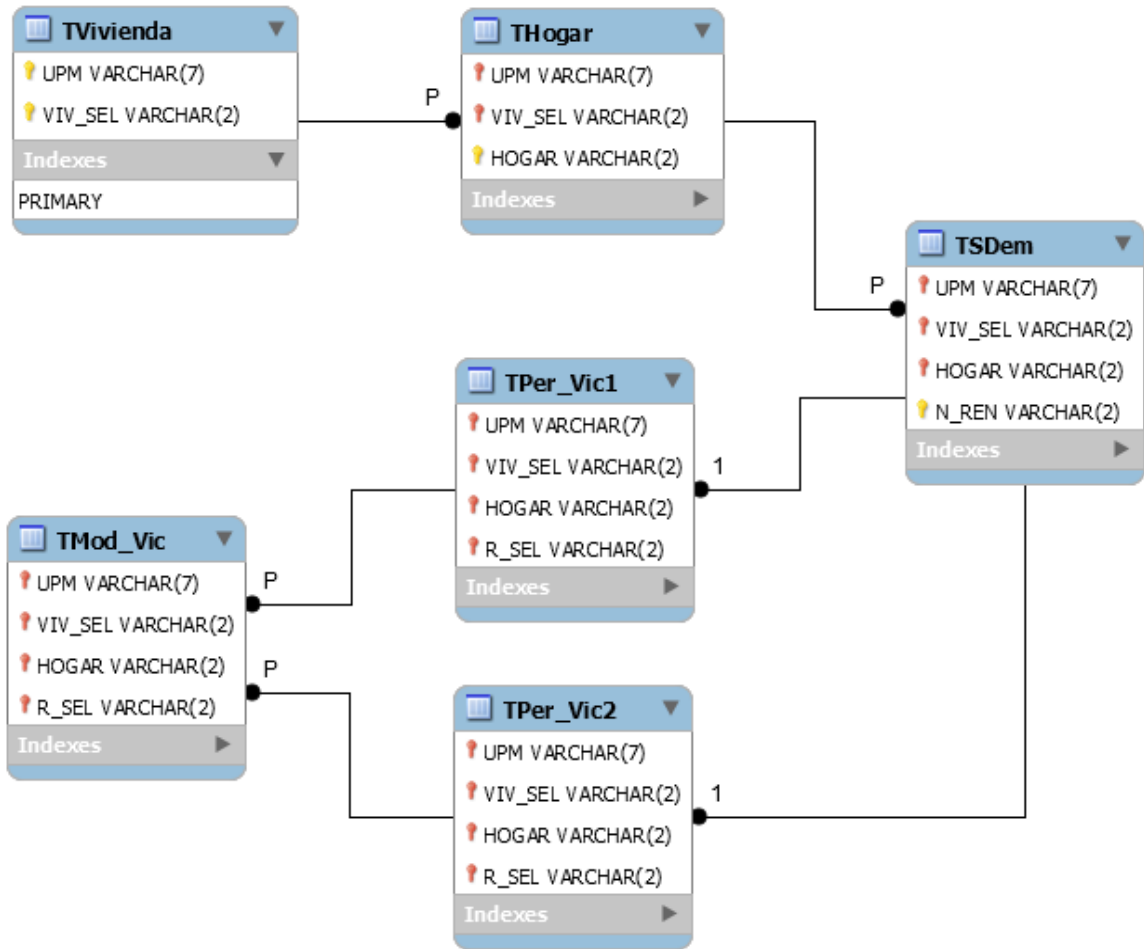 TVivienda
UPM VARCHAR(7)
VIV_SEL VARCHAR(2)
Indexes
PRIMARY
P
THogar
UPM VARCHAR(7)
VIV_SEL VARCHAR(2)
HOGAR VARCHAR(2)
Indexes
P
TSDem
UPM VARCHAR(7)
VIV_SEL VARCHAR(2)
HOGAR VARCHAR(2)
N_REN VARCHAR(2)
Indexes
TPer_Vic1
UPM VARCHAR(7)
VIV_SEL VARCHAR(2)
HOGAR VARCHAR(2)
R_SEL VARCHAR(2)
Indexes
1
TMod_Vic
UPM VARCHAR(7)
VIV_SEL VARCHAR(2)
HOGAR VARCHAR(2)
R_SEL VARCHAR(2)
Indexes
P
P
TPer_Vic2
UPM VARCHAR(7)
VIV_SEL VARCHAR(2)
HOGAR VARCHAR(2)
R_SEL VARCHAR(2)
Indexes
1